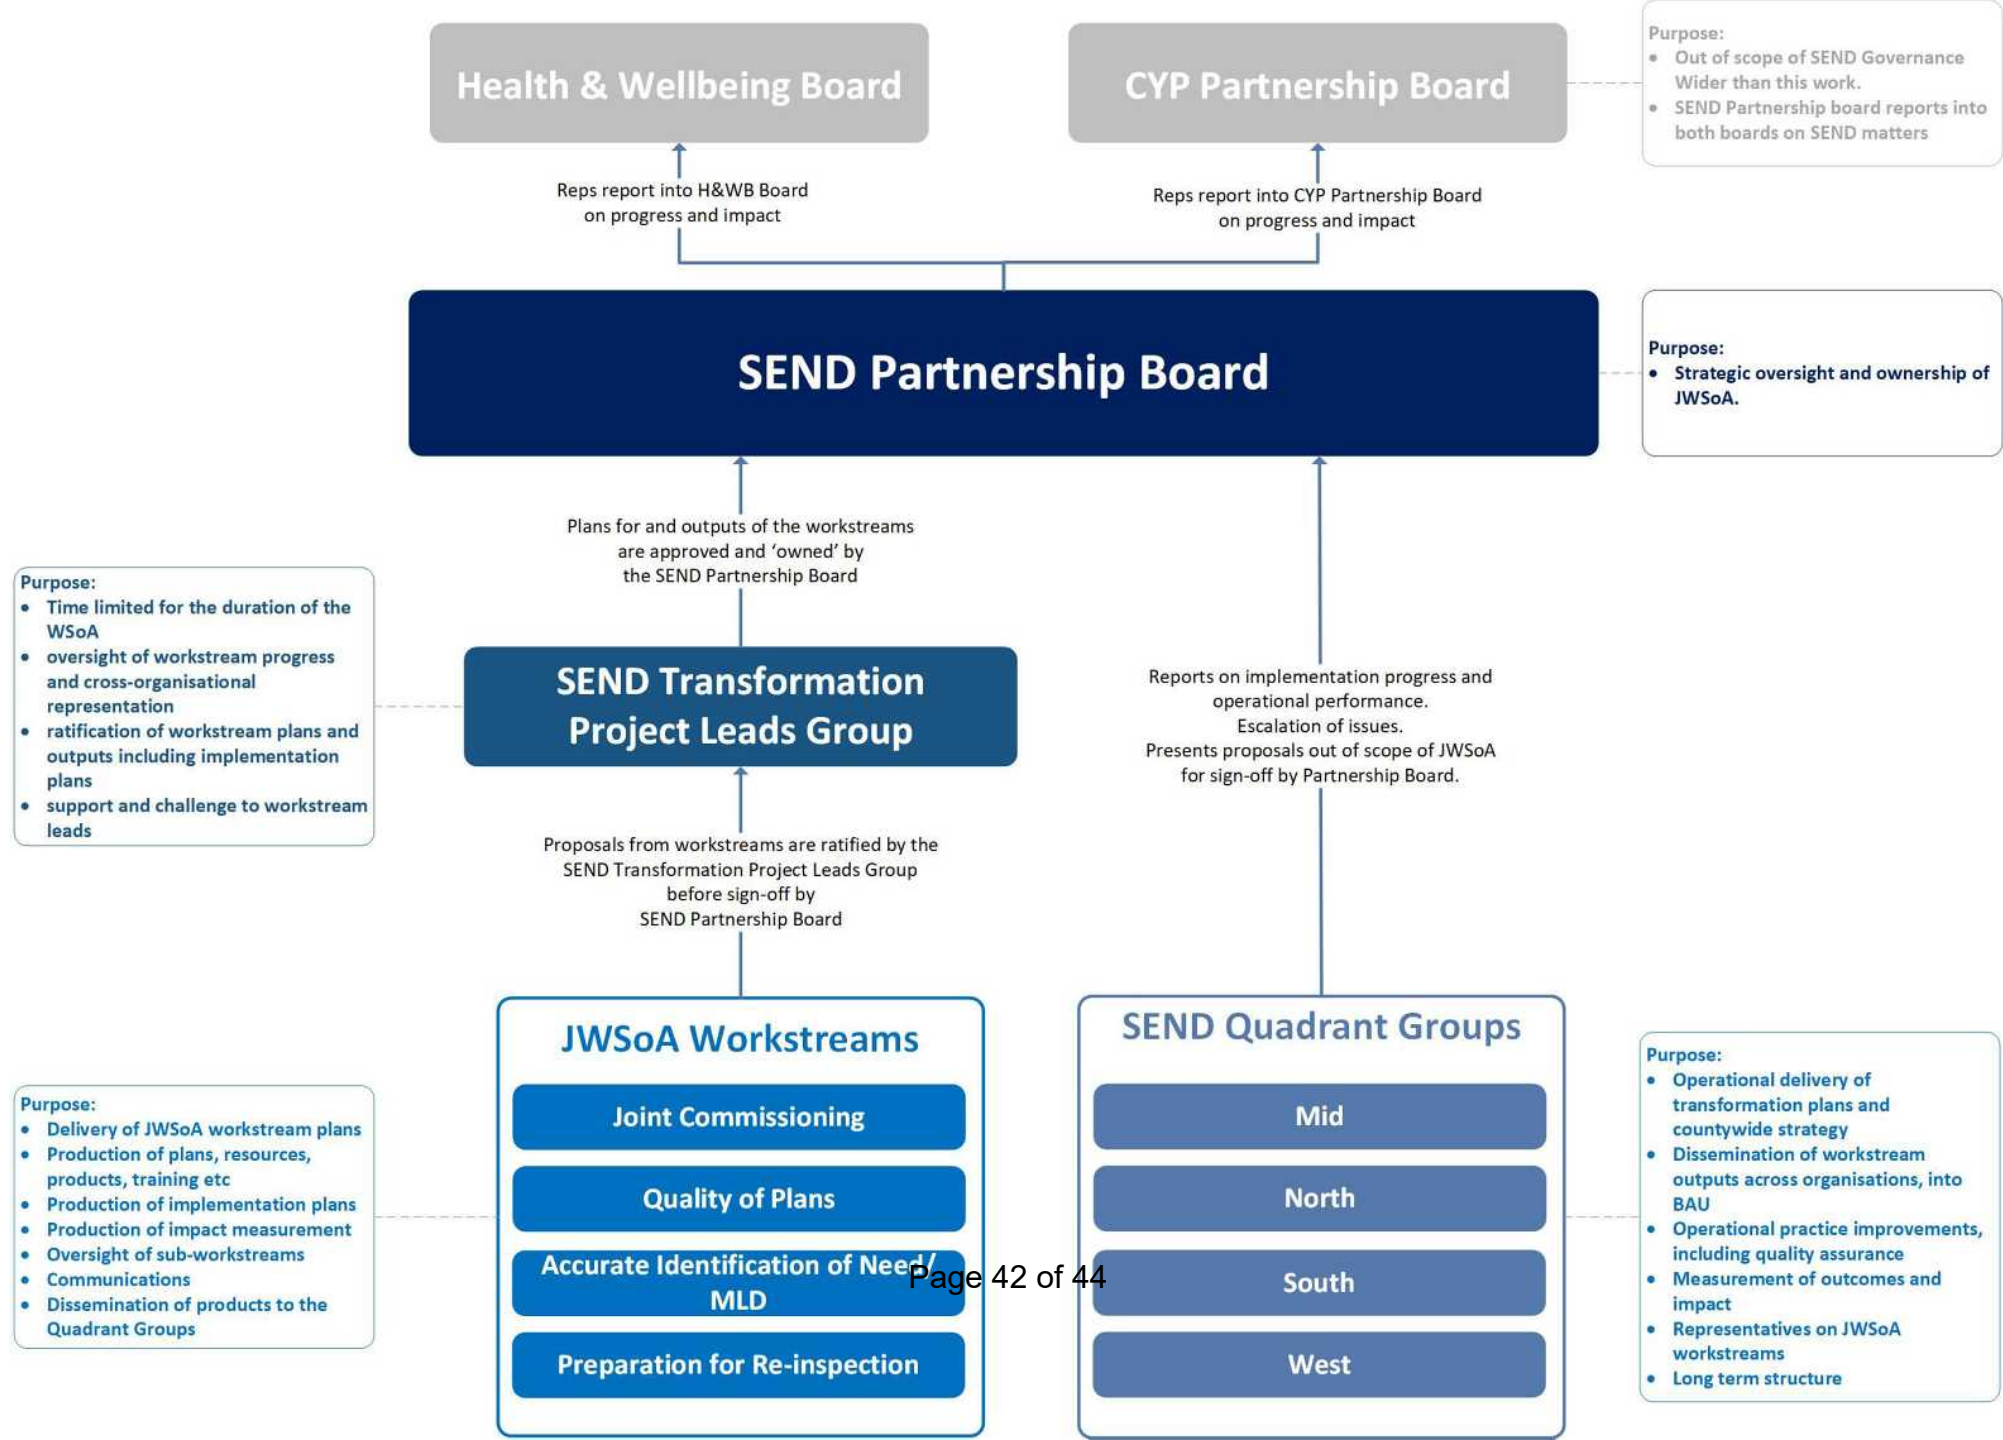 Health & Wellbeing Board
CYP Partnership Board
Purpose:
• Out of scope of SEND Governance
Wider than this work.
• SEND Partnership board reports into
both boards on SEND matters
Reps report into H&WB Board
on progress and impact
Reps report into CYP Partnership Board
on progress and impact
SEND Partnership Board
Purpose:
• Strategic oversight and ownership of
JWSoA.
Plans for and outputs of the workstreams
are approved and ‘owned’ by
the SEND Partnership Board
Purpose:
• Time limited for the duration of the
WSoA
• oversight of workstream progress
and cross-organisational
representation
• ratification of workstream plans and
outputs including implementation
plans
• support and challenge to workstream
leads
SEND Transformation
Project Leads Group
Reports on implementation progress and
operational performance.
Escalation of issues.
Presents proposals out of scope of JWSoA
for sign-off by Partnership Board.
Proposals from workstreams are ratified by the
SEND Transformation Project Leads Group
before sign-off by
SEND Partnership Board
Purpose:
• Delivery of JWSoA workstream plans
• Production of plans, resources,
products, training etc
• Production of implementation plans
• Production of impact measurement
• Oversight of sub-workstreams
• Communications
• Dissemination of products to the
Quadrant Groups
JWSoA Workstreams
Joint Commissioning
Quality of Plans
Accurate Identification of Need/
MLD
Preparation for Re-inspection
Page 42 of 44
SEND Quadrant Groups
Mid
North
South
West
Purpose:
• Operational delivery of
transformation plans and
countywide strategy
• Dissemination of workstream
outputs across organisations, into
BAU
• Operational practice improvements,
including quality assurance
• Measurement of outcomes and
impact
• Representatives on JWSoA
workstreams
• Long term structure